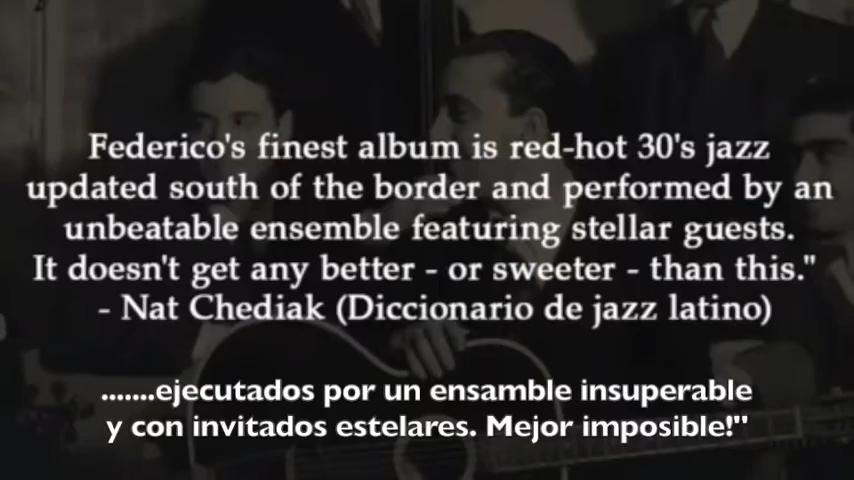 Federico's finest album is red-hot 30's jazz
updated south of the border and performed by an
unbeatable ensemble featuring stellar guests.
It doesn't get any better - or sweeter - than this."
- Nat Chediak (Diccionario de jazz latino)
.......ejecutados por un ensamble insuperable
y con invitados estelares. Mejor imposible!"